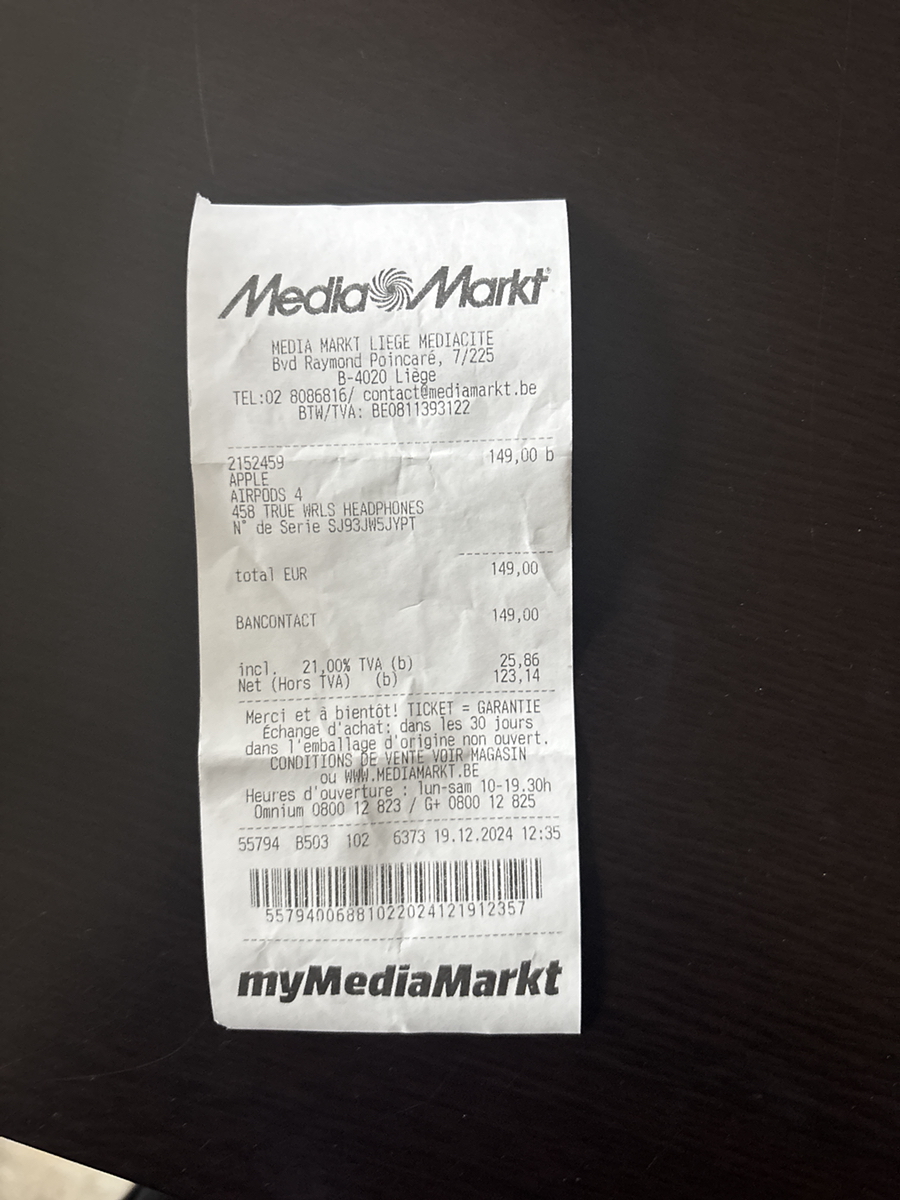 Media Markt
MEDIA MARKT LIEGE MEDIACITE
Bvd Raymond Poincaré, 7/225
B-4020 Liège
TEL:02 8086816/ contact@mediamarkt.be
BTW/TVA: BE0811393122
2152459 149,00 b
APPLE
AIRPODS 4
458 TRUE WRLS HEADPHONES
N° de Serie SJ93JW5JYPT
total EUR 149,00
BANCONTACT 149,00
incl. 21,00% TVA (b) 25,86
Net (Hors TVA) (b) 123,14
Merci et à bientôt! TICKET = GARANTIE
Échange d'achat: dans les 30 jours
dans l'emballage d'origine non ouvert.
CONDITIONS DE VENTE VOIR MAGASIN
ou WWW.MEDIAMARKT.BE
Heures d'ouverture : lun-sam 10-19.30h
Omnium 0800 12 823 / G+ 0800 12 825
55794 B503 102 6373 19.12.2024 12:35
5579400688102202412191235​7
myMediaMarkt